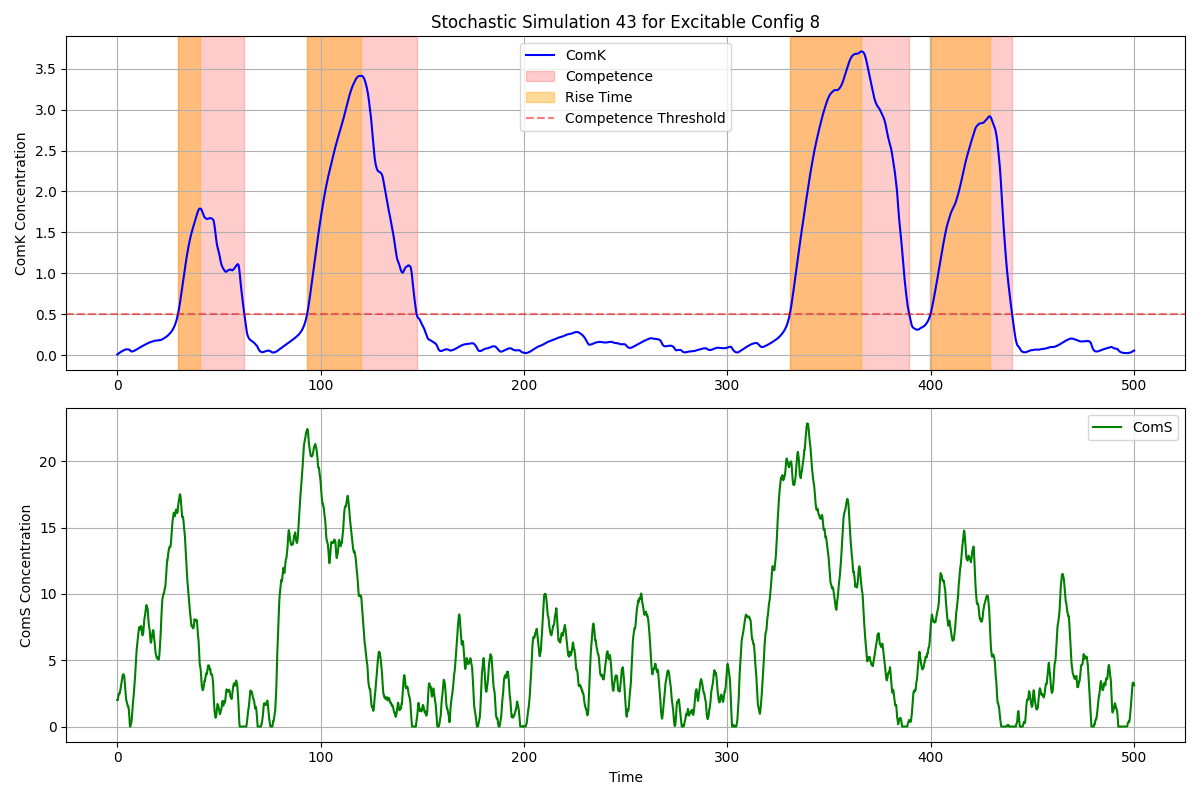 Stochastic Simulation 43 for Excitable Config 8
ComK Concentration
3.5
3.0
2.5
2.0
1.5
1.0
0.5
0.0
ComK
Competence
Rise Time
Competence Threshold
0 100 200 300 400 500
ComS Concentration
20
15
10
5
0
ComS
0 100 200 300 400 500
Time